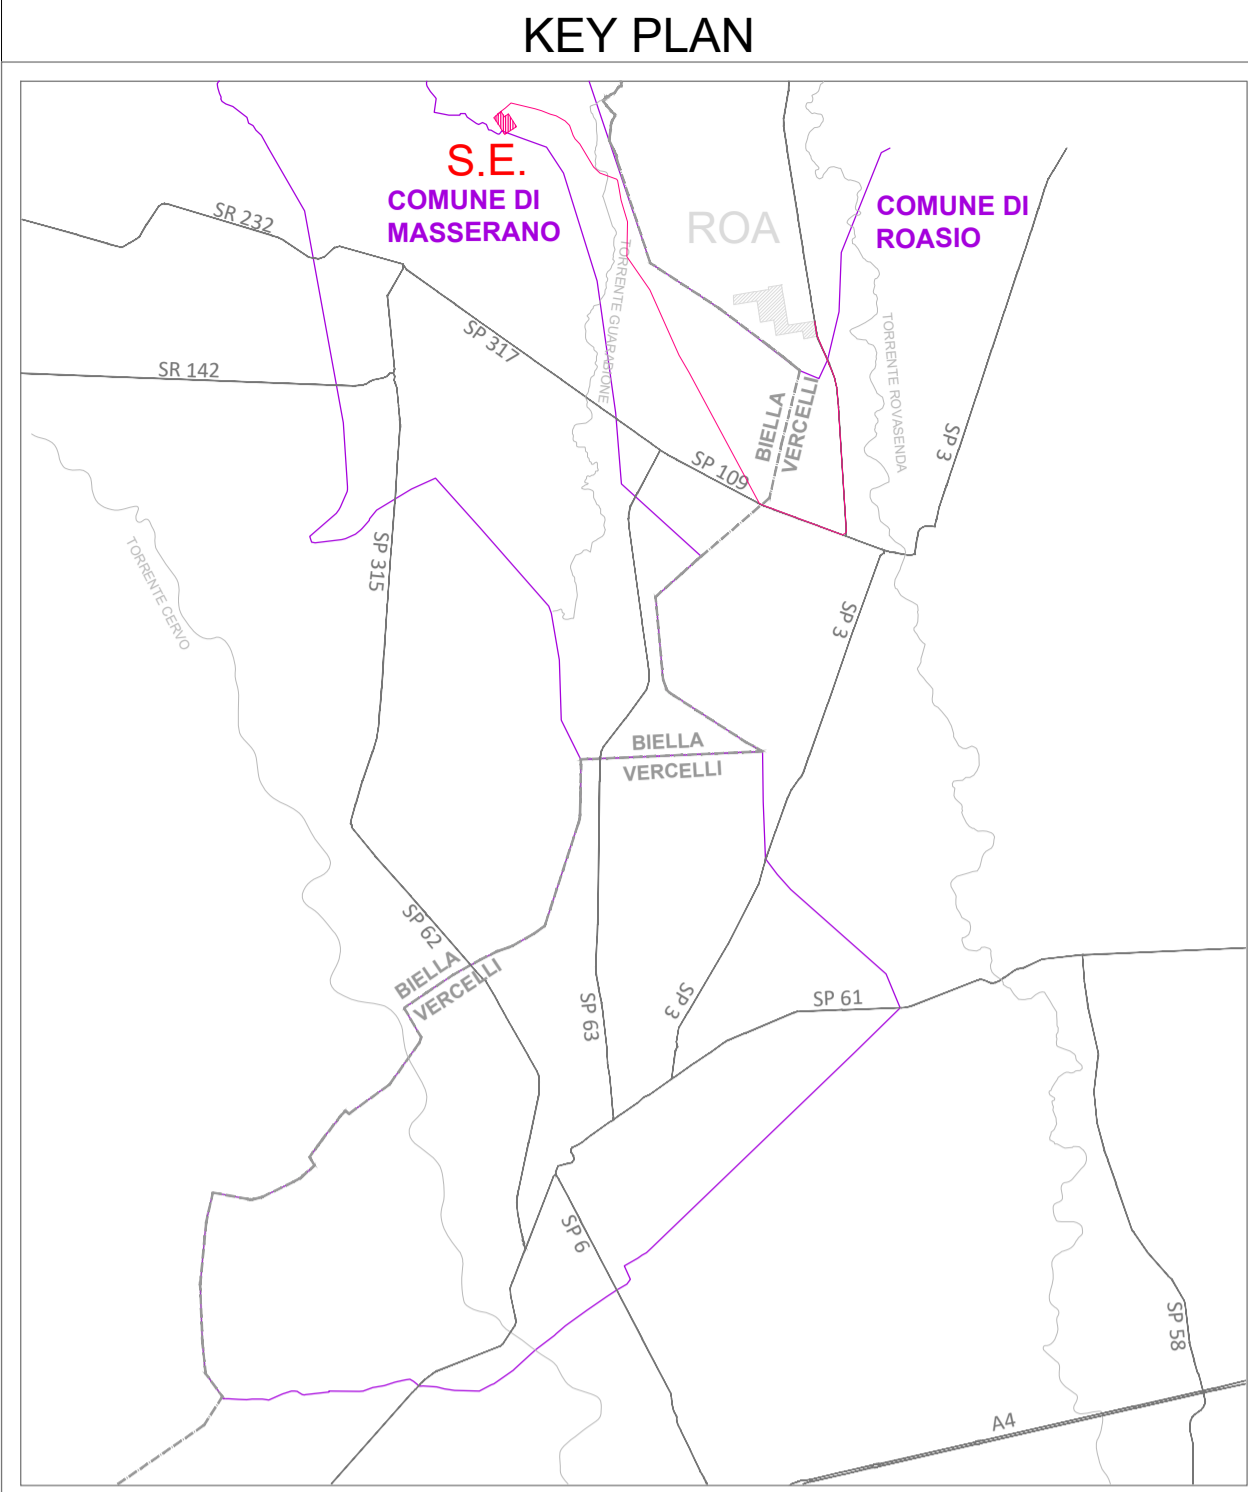 KEY PLAN
S.E.
COMUNE DI
MASSERANO
COMUNE DI
ROASIO
ROA
SR 232
TORRENTE GUARABIONE
SP 317
SR 142
TORRENTE ROVASENDA
BIELLA
VERCELLI
SP 3
SP 109
SP 315
TORRENTE CERVO
SP 3
BIELLA
VERCELLI
SP 62
BIELLA
VERCELLI
SP 63
SP 3
SP 61
SP 6
SP 58
A4